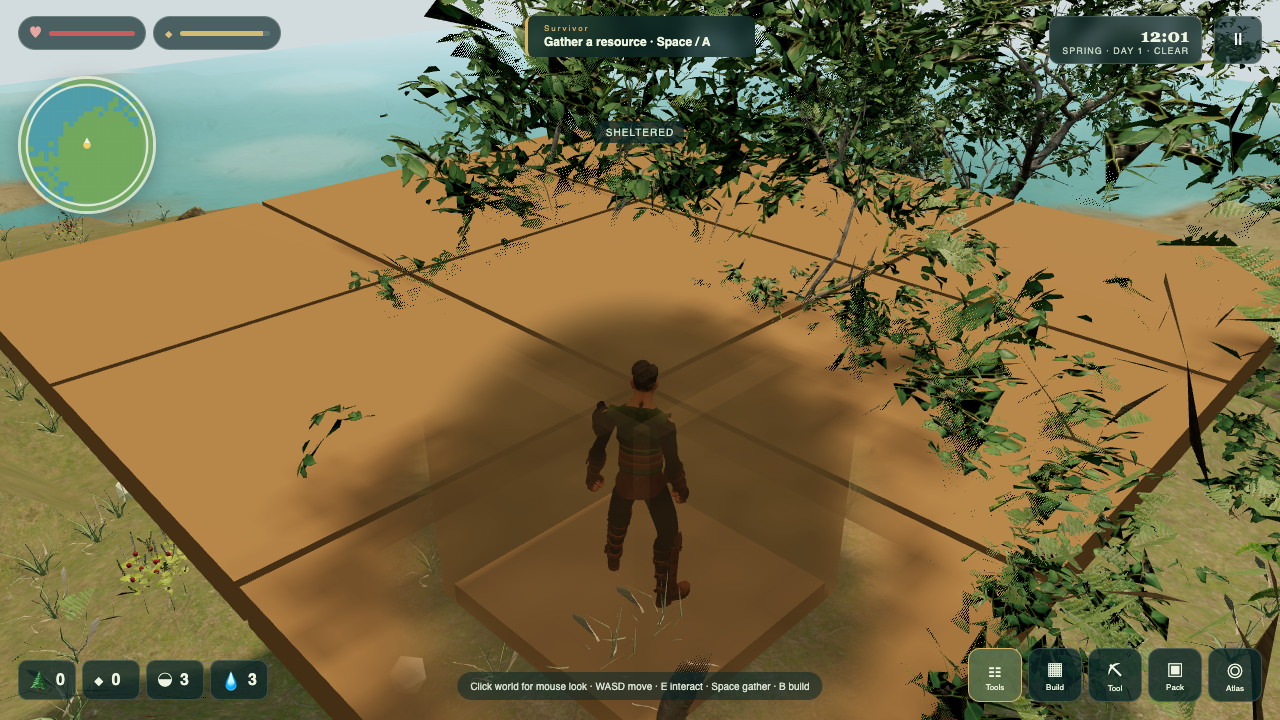 Survivor
Gather a resource · Space / A
12:01
SPRING · DAY 1 · CLEAR
SHELTERED
0
0
3
3
Click world for mouse look · WASD move · E interact · Space gather · B build
Tools
Build
Tool
Pack
Atlas